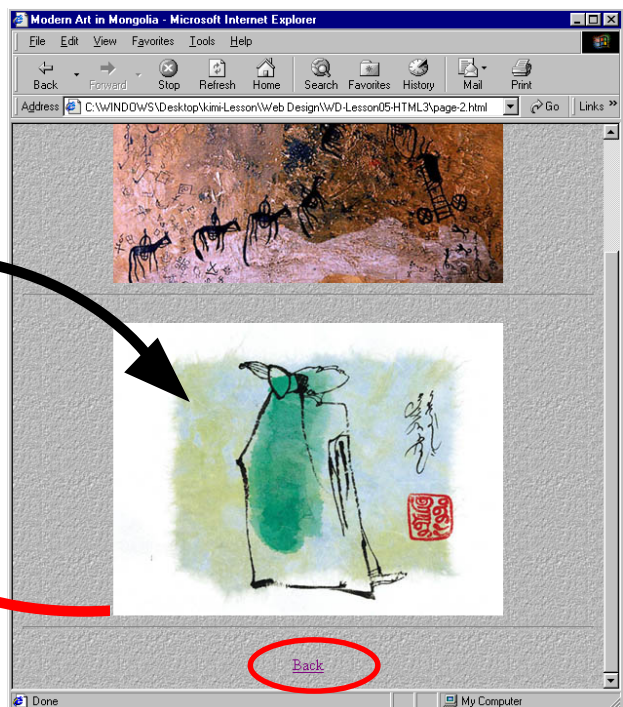 Modern Art in Mongolia - Microsoft Internet Explorer
File Edit View Favorites Tools Help
Back Forward Stop Refresh Home Search Favorites History Mail Print
Address C:\WINDOWS\Desktop\kimi-Lesson\Web Design\WD-Lesson05-HTML3\page-2.html Go Links »
Back
Done My Computer